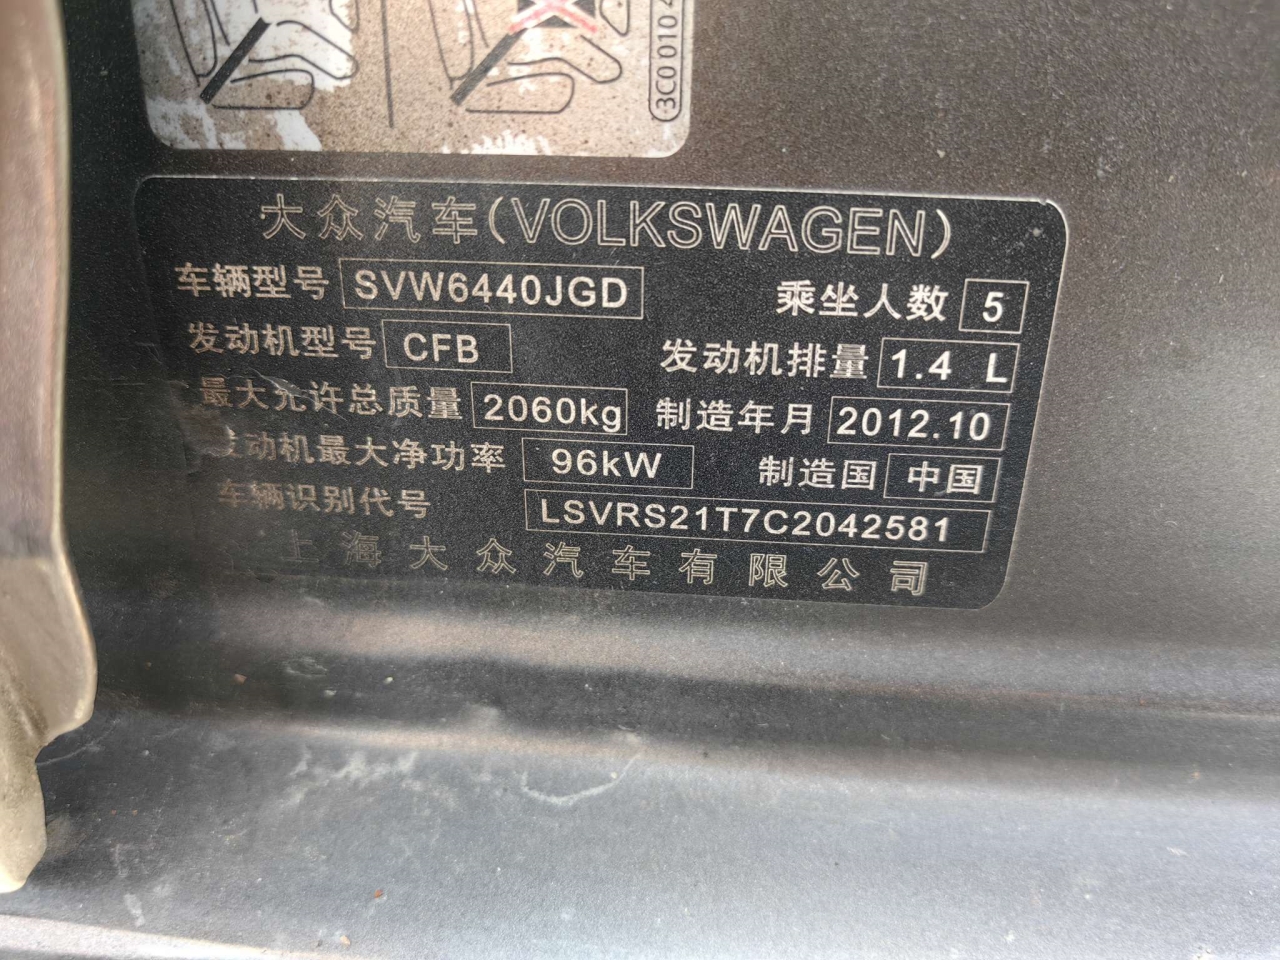 3C0 010 4
大众汽车(VOLKSWAGEN)
车辆型号 SVW6440JGD 乘坐人数 5
发动机型号 CFB 发动机排量 1.4 L
最大允许总质量 2060kg 制造年月 2012.10
发动机最大净功率 96kW 制造国 中国
车辆识别代号 LSVRS21T7C2042581
上海大众汽车有限公司